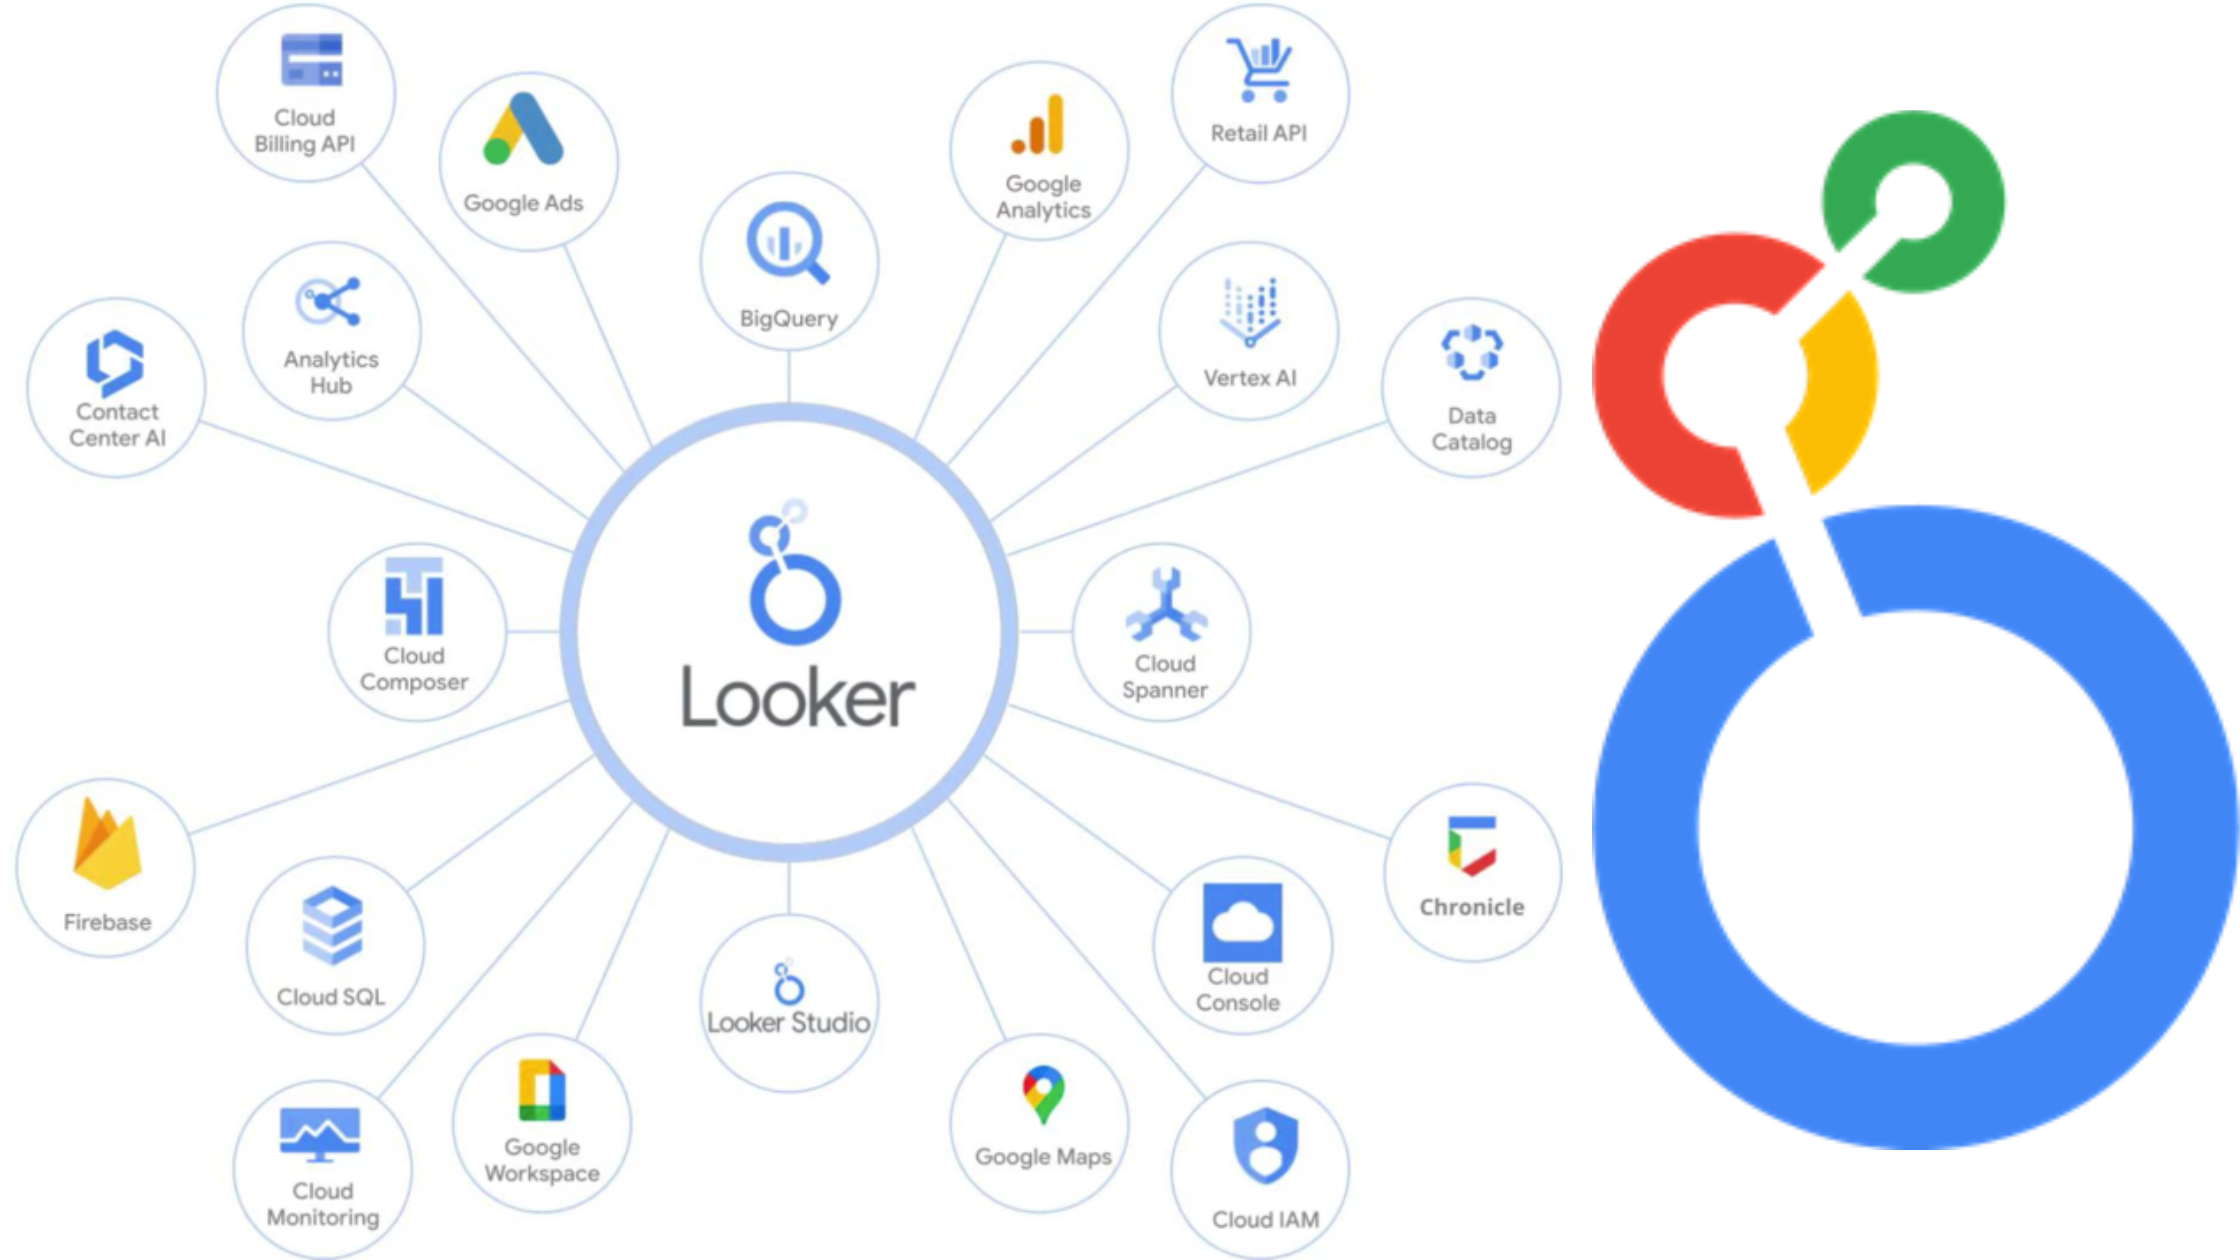 Cloud
Billing API
Google Ads
BigQuery
Google
Analytics
Retail API
Contact
Center AI
Analytics
Hub
Vertex AI
Data
Catalog
Cloud
Composer
Looker
Cloud
Spanner
Firebase
Cloud SQL
Looker Studio
Cloud
Console
Chronicle
Cloud
Monitoring
Google
Workspace
Google Maps
Cloud IAM